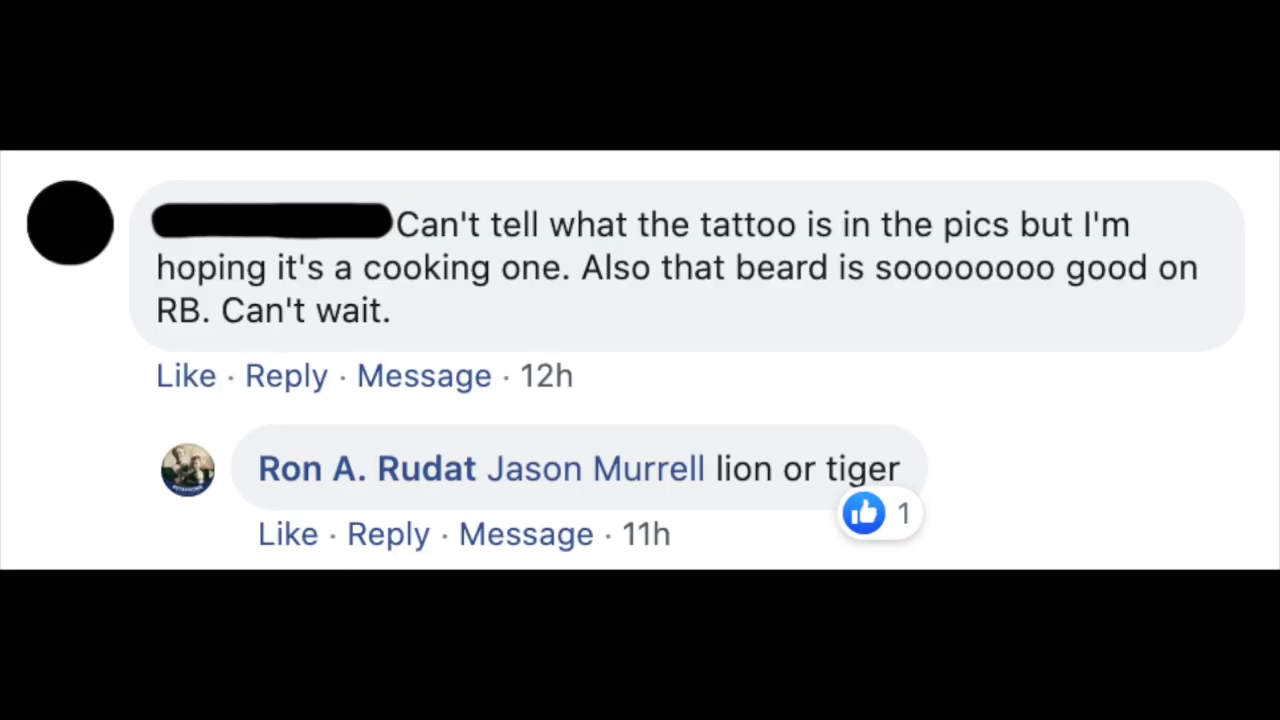 Can't tell what the tattoo is in the pics but I'm
hoping it's a cooking one. Also that beard is soooooooo good on
RB. Can't wait.
Like · Reply · Message · 12h
Ron A. Rudat Jason Murrell lion or tiger
1
Like · Reply · Message · 11h